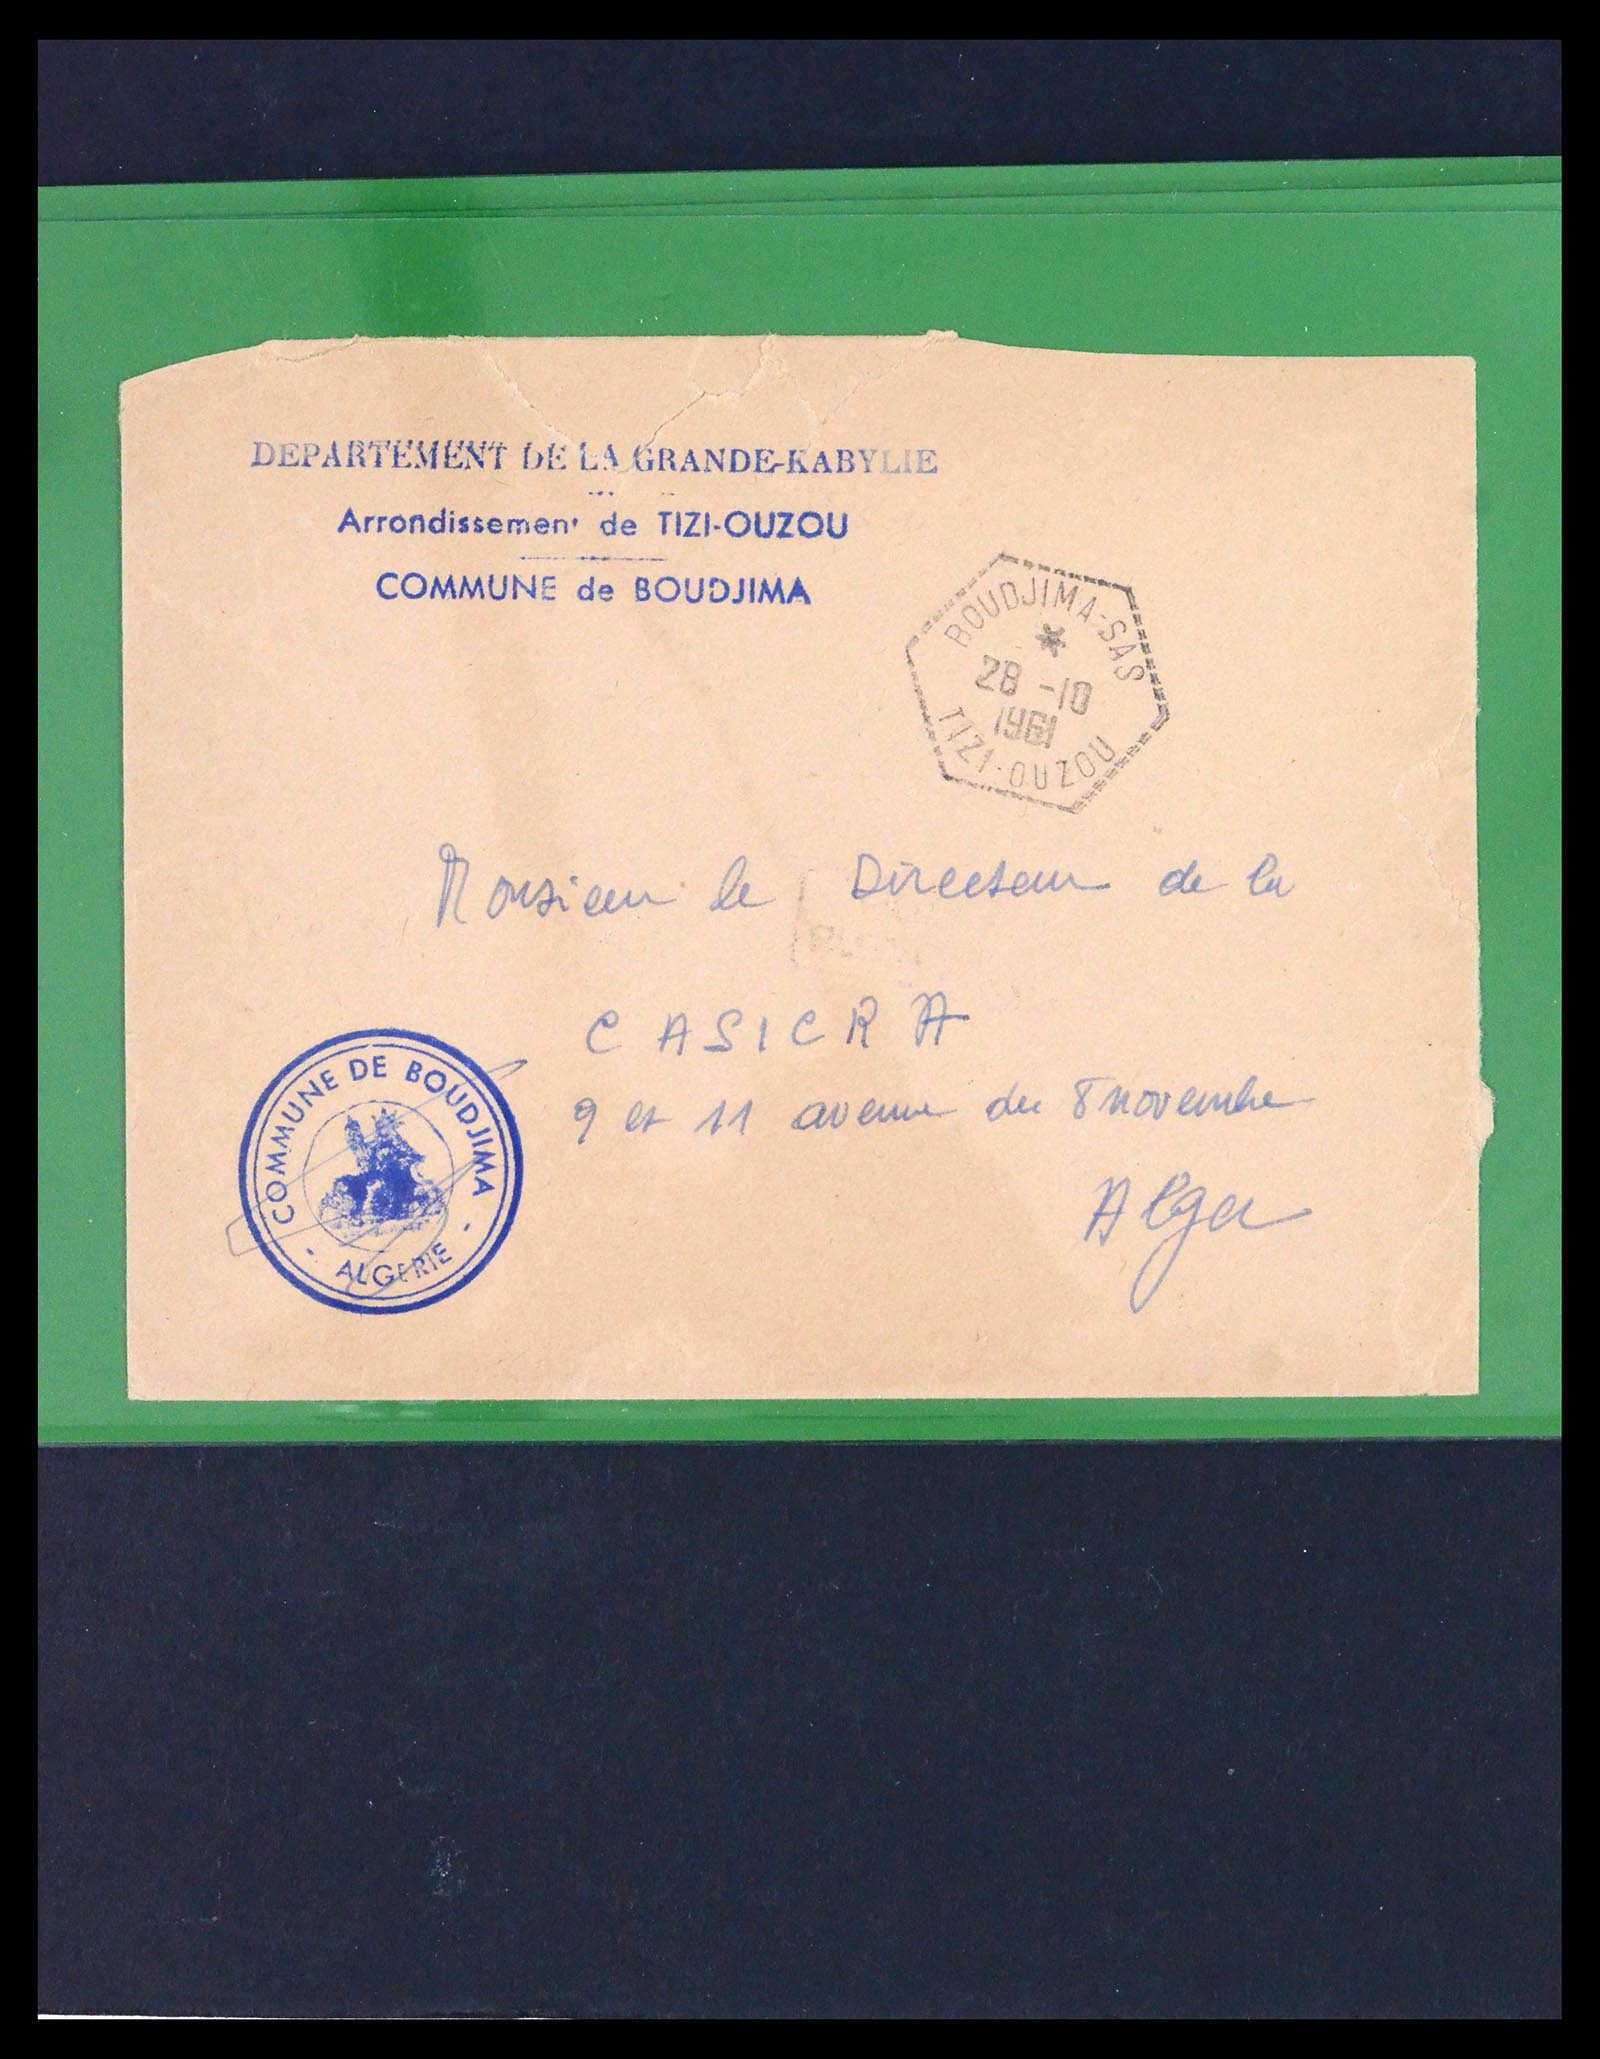 DEPARTEMENT DE LA GRANDE-KABYLIE
Arrondissement de TIZI-OUZOU
COMMUNE de BOUDJIMA
BOUDJIMA-SAS
28 -10
1961
TIZI-OUZOU
Monsieur le Directeur de la
CASICRA
9 et 11 avenue du 8 novembre
Alger
COMMUNE DE BOUDJIMA
ALGERIE